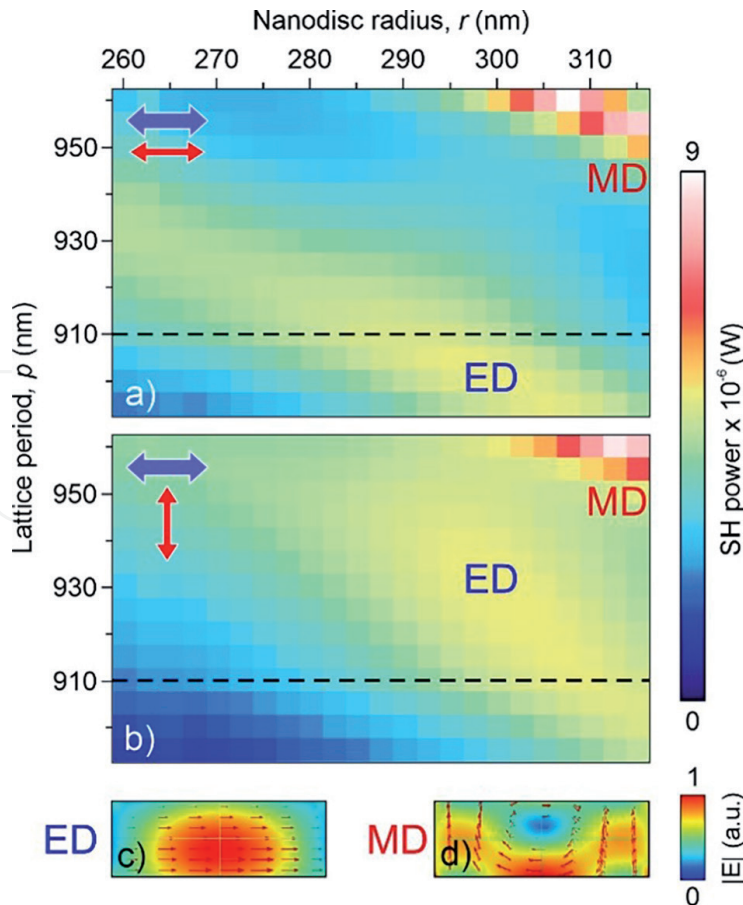 Nanodisc radius, r (nm)
260 270 280 290 300 310
950
930
910
MD
ED
a)
Lattice period, p (nm)
9
SH power x 10⁻⁶ (W)
0
950
930
910
MD
ED
b)
ED
c)
MD
d)
1
|E| (a.u.)
0